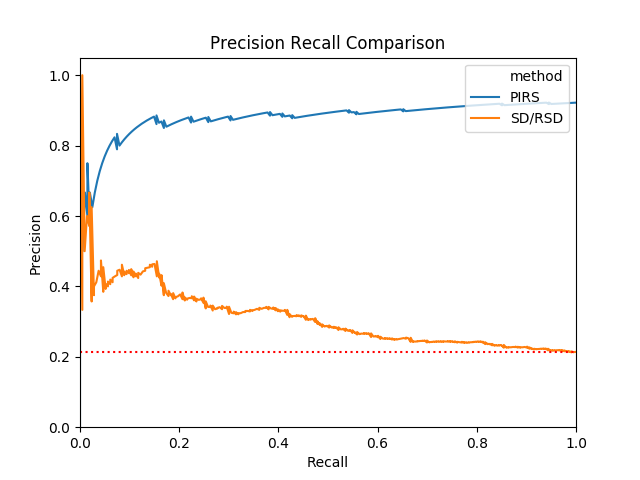 Precision Recall Comparison
method
PIRS
SD/RSD
Precision
1.0
0.8
0.6
0.4
0.2
0.0
0.0 0.2 0.4 0.6 0.8 1.0
Recall